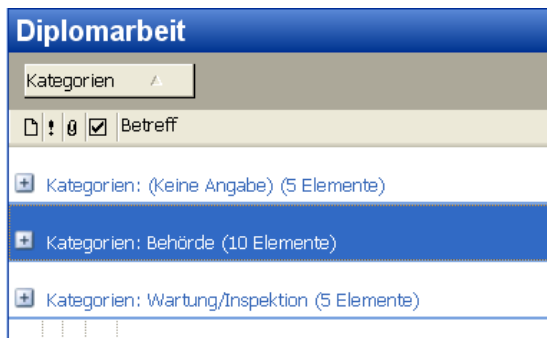 Diplomarbeit
Kategorien
Betreff
Kategorien: (Keine Angabe) (5 Elemente)
Kategorien: Behörde (10 Elemente)
Kategorien: Wartung/Inspektion (5 Elemente)